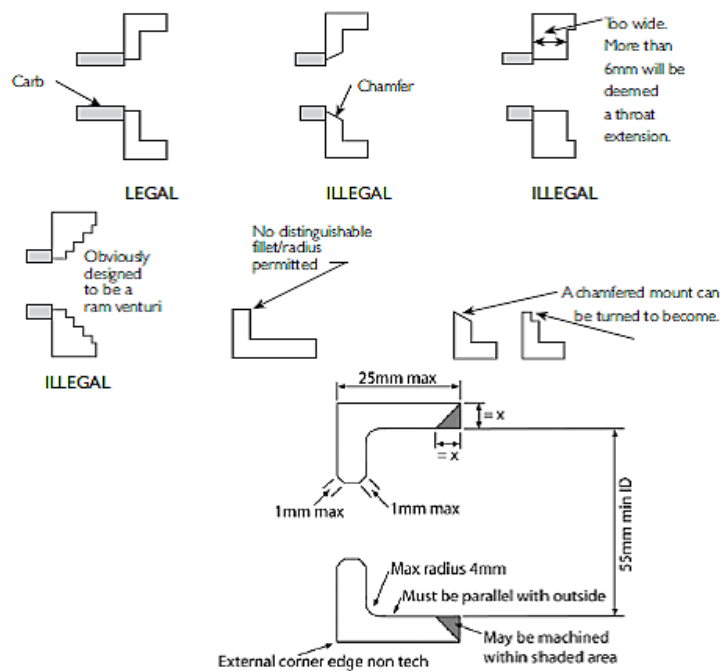 Carb
Chamfer
Too wide.
More than
6mm will be
deemed
a throat
extension.
LEGAL
ILLEGAL
ILLEGAL
Obviously
designed
to be a
ram venturi
ILLEGAL
No distinguishable
fillet/radius
permitted
A chamfered mount can
be turned to become.
25mm max
= x
= x
1mm max
1mm max
55mm min ID
Max radius 4mm
Must be parallel with outside
May be machined
within shaded area
External corner edge non tech